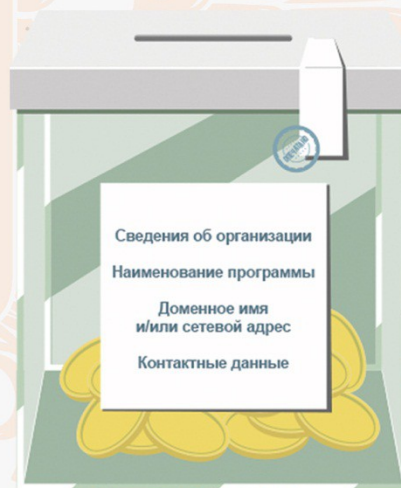 Сведения об организации
Наименование программы
Доменное имя
и/или сетевой адрес
Контактные данные